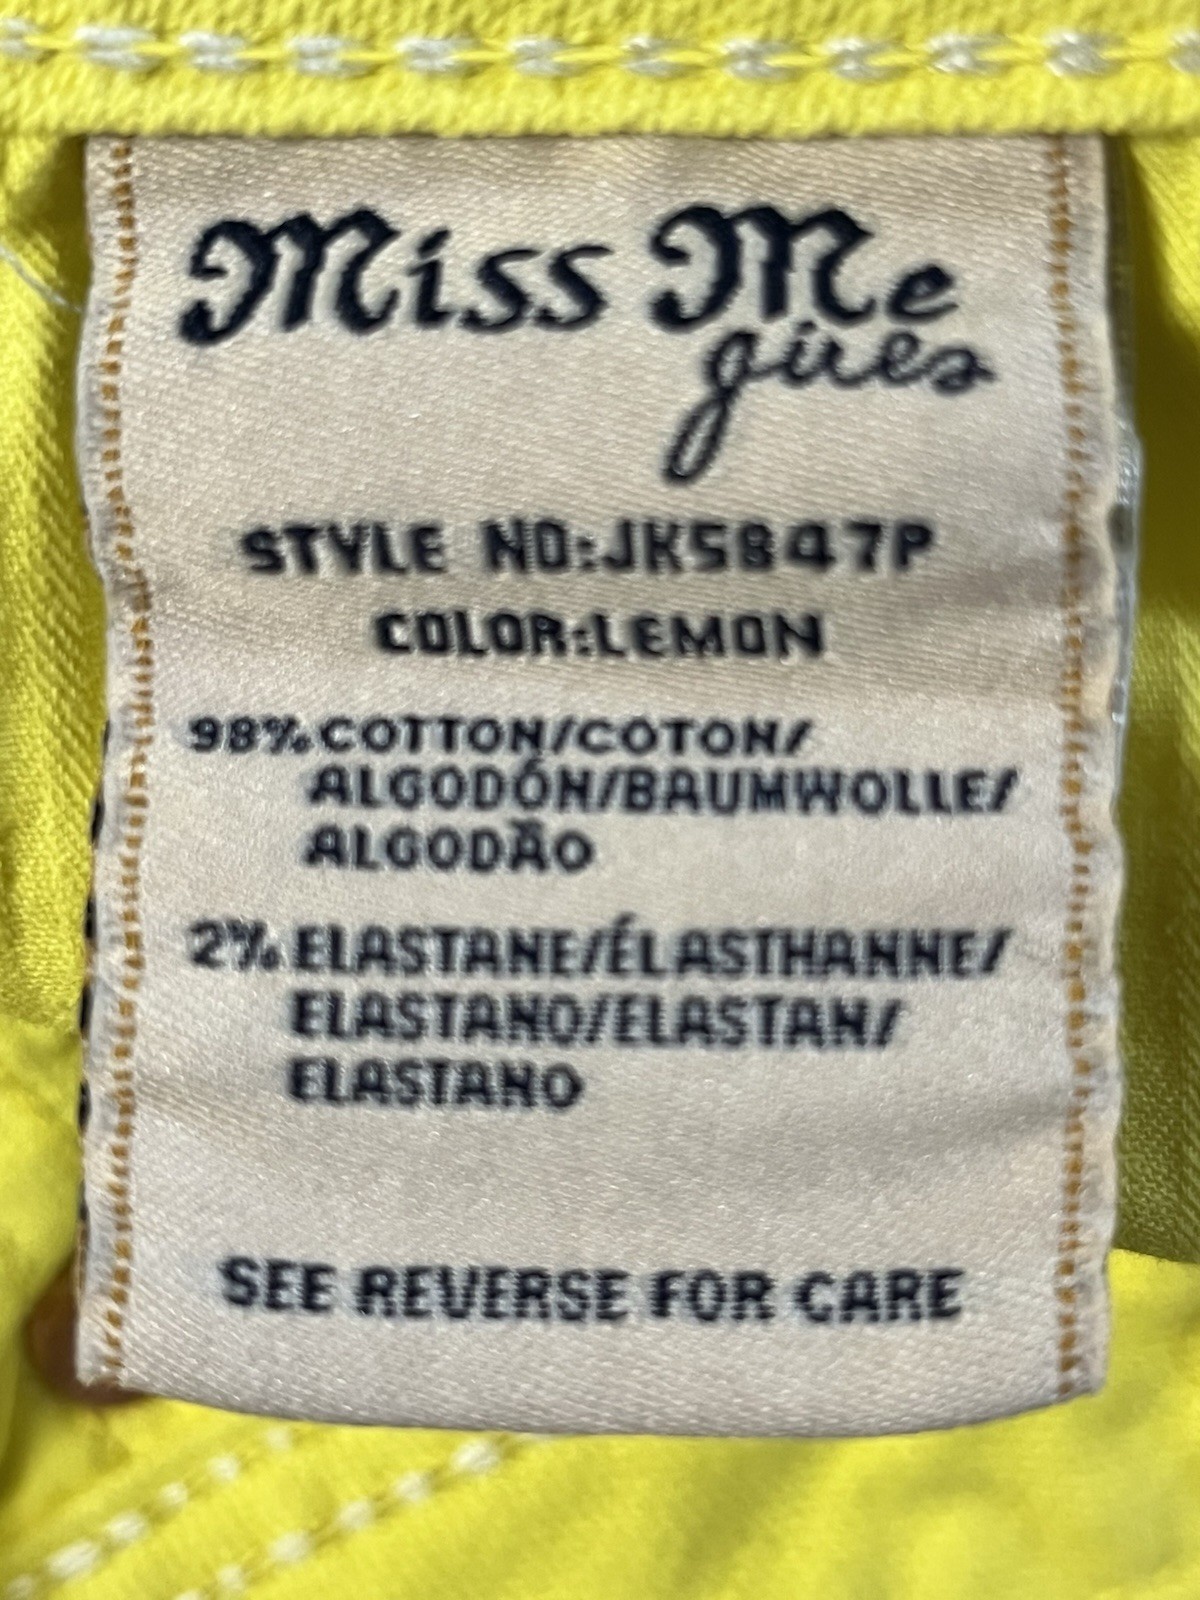 Miss Me
girls
STYLE NO:JK5847P
COLOR:LEMON
98% COTTON/COTON/
ALGODÓN/BAUMWOLLE/
ALGODÃO
2% ELASTANE/ÉLASTHANNE/
ELASTANO/ELASTAN/
ELASTANO
SEE REVERSE FOR CARE